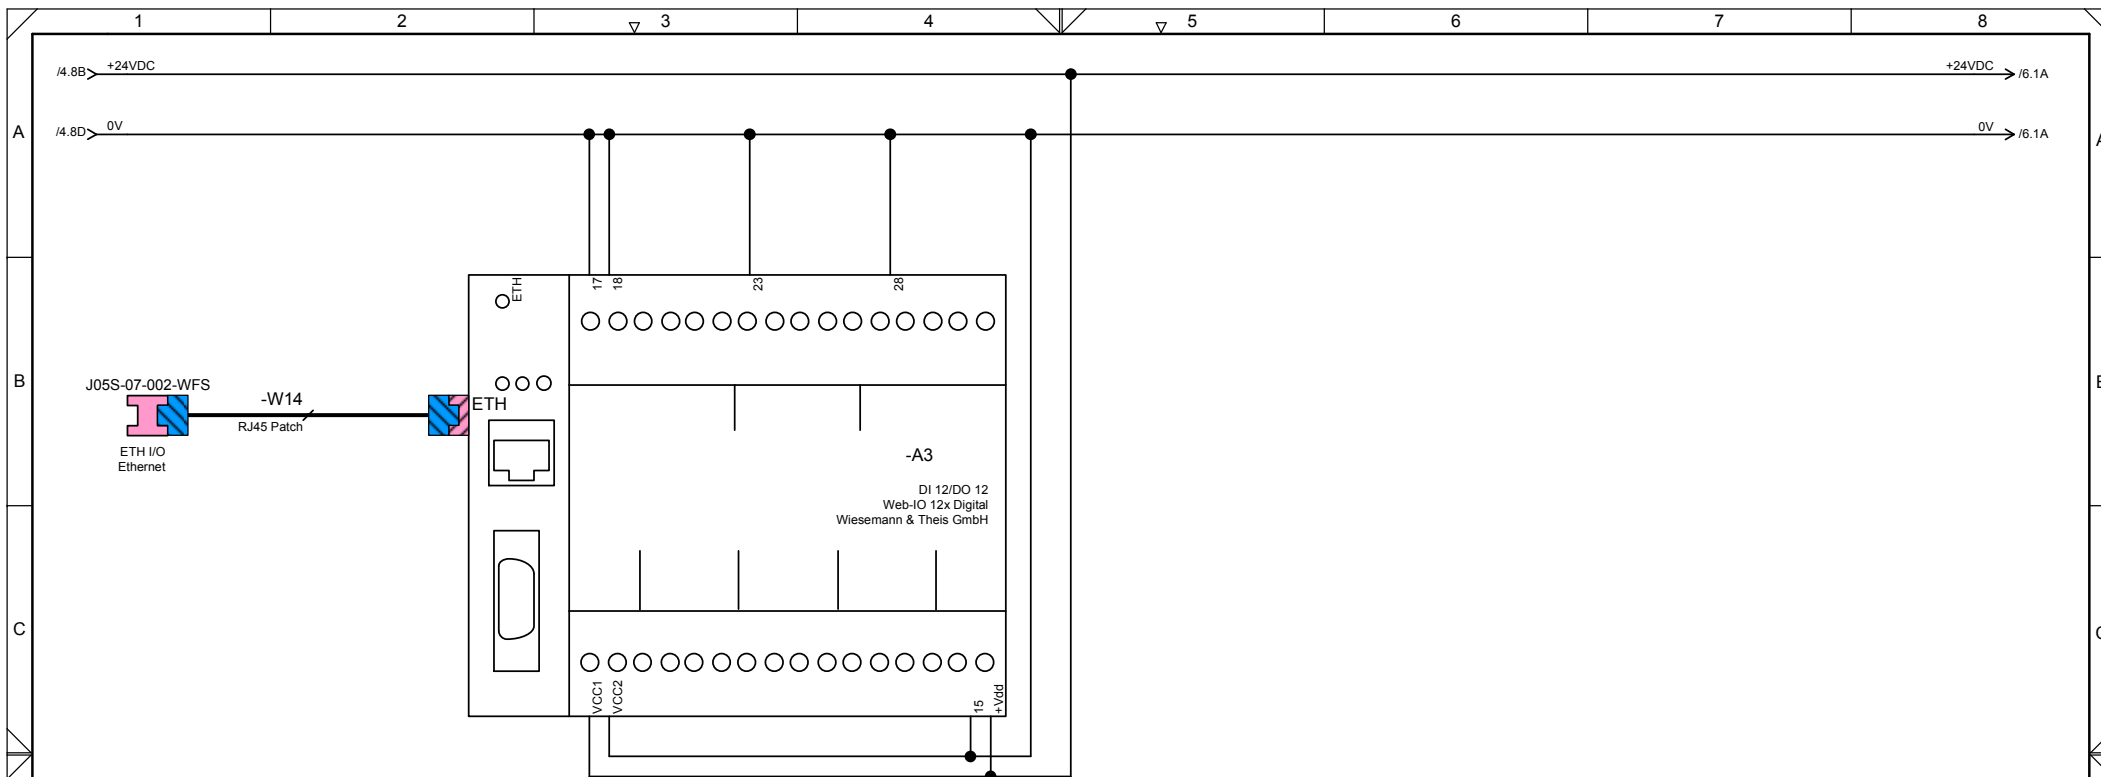 1 2 3 4 5 6 7 8
/4.8B +24VDC +24VDC /6.1A
A
/4.8D 0V 0V /6.1A
17 18 23 28
ETH
B
J05S-07-002-WFS
-W14
ETH
RJ45 Patch
ETH I/O
Ethernet
-A3
DI 12/DO 12
Web-IO 12x Digital
Wiesemann & Theis GmbH
C
VCC1 VCC2 15 +Vdd